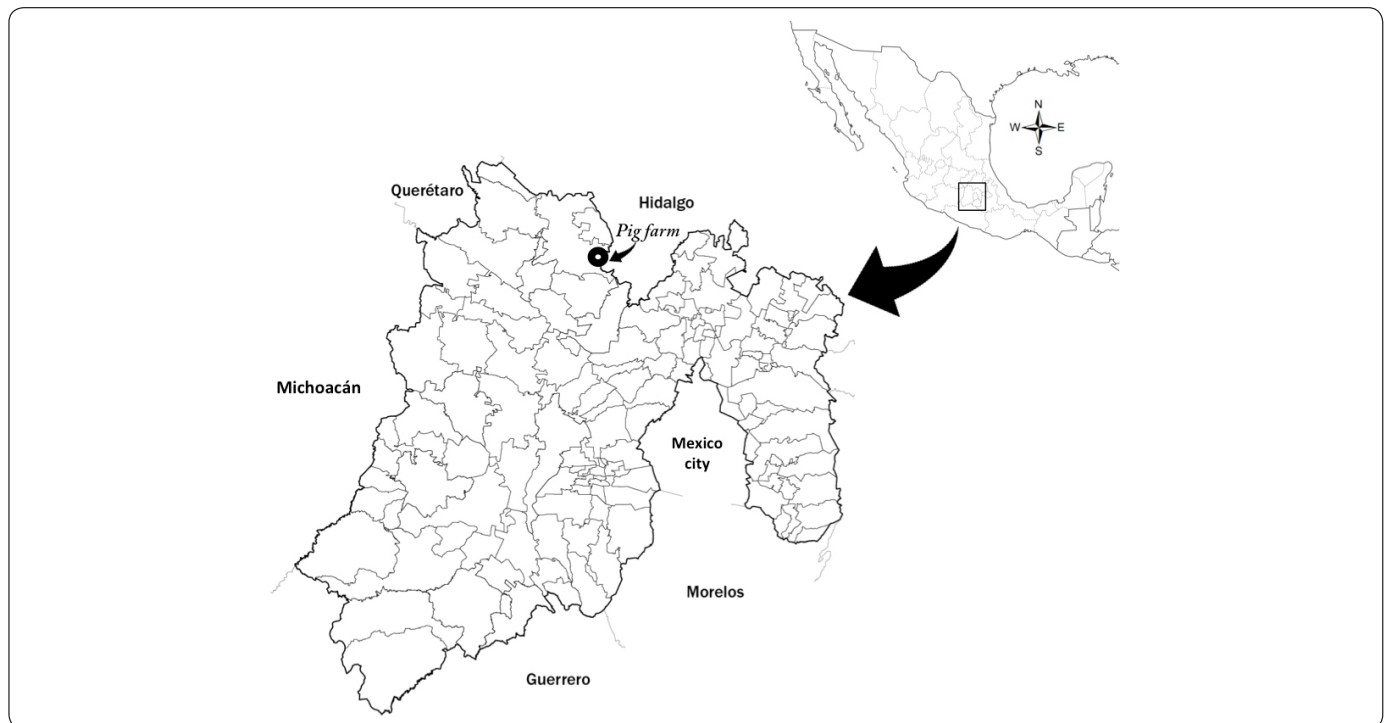 N
W E
S
Querétaro
Hidalgo
Pig farm
Michoacán
Mexico
city
Morelos
Guerrero